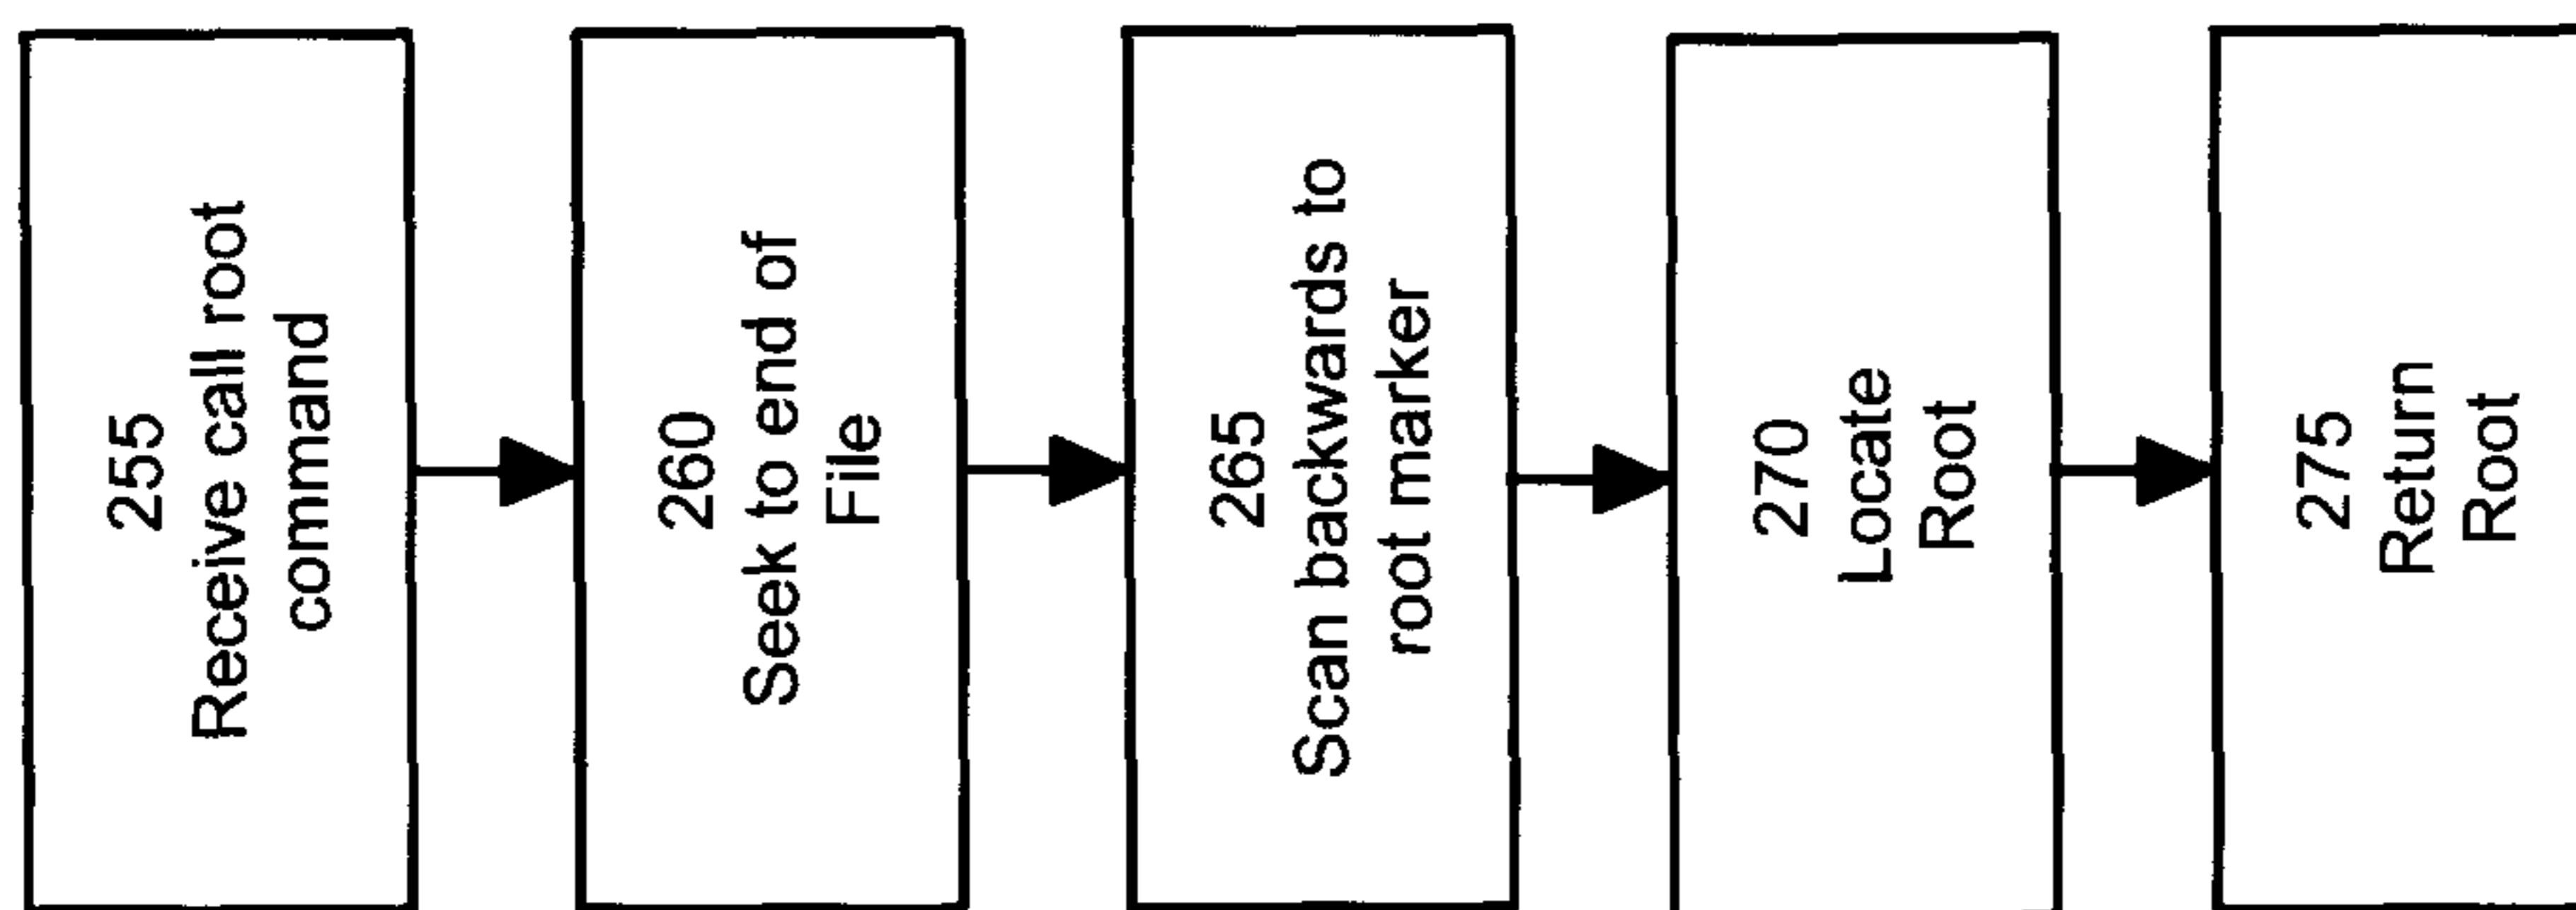 255
Receive call root
command
260
Seek to end of
File
265
Scan backwards to
root marker
270
Locate
Root
275
Return
Root